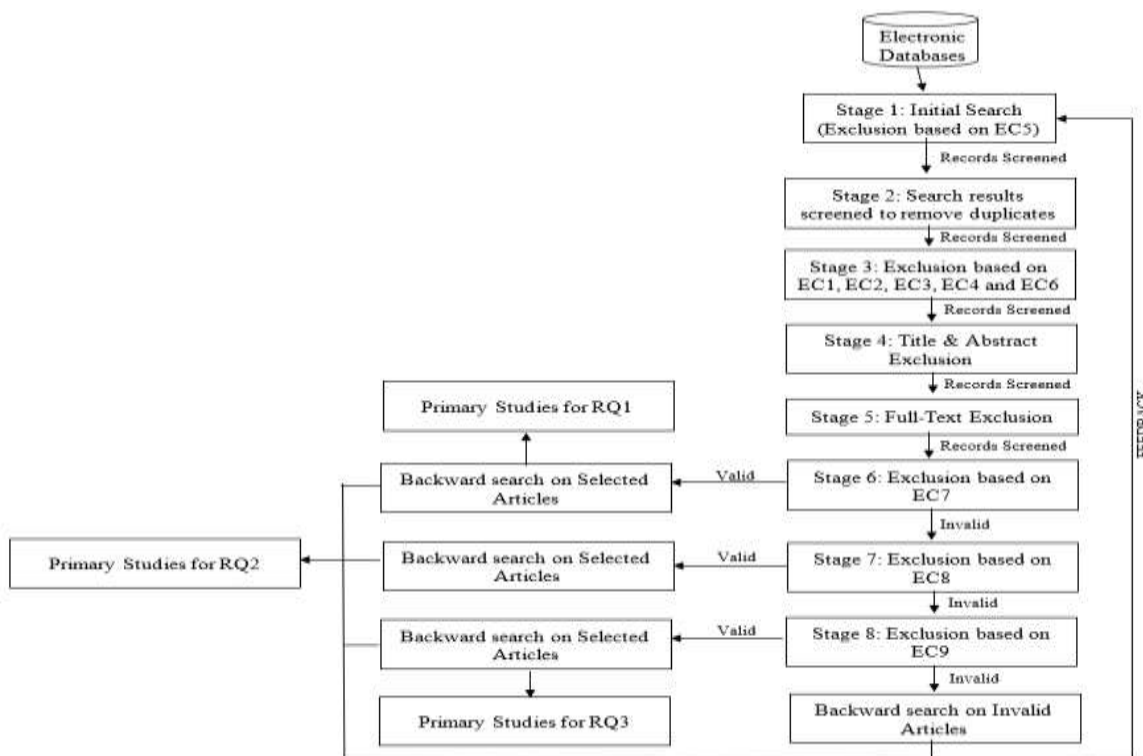 Electronic
Databases
Stage 1: Initial Search
(Exclusion based on EC5)
Records Screened
Stage 2: Search results
screened to remove duplicates
Records Screened
Stage 3: Exclusion based on
EC1, EC2, EC3, EC4 and EC6
Records Screened
Stage 4: Title & Abstract
Exclusion
Records Screened
Stage 5: Full-Text Exclusion
Records Screened
Stage 6: Exclusion based on
EC7
Valid
Backward search on Selected
Articles
Primary Studies for RQ1
Invalid
Stage 7: Exclusion based on
EC8
Valid
Backward search on Selected
Articles
Primary Studies for RQ2
Invalid
Stage 8: Exclusion based on
EC9
Valid
Backward search on Selected
Articles
Primary Studies for RQ3
Invalid
Backward search on Invalid
Articles
FEEDBACK